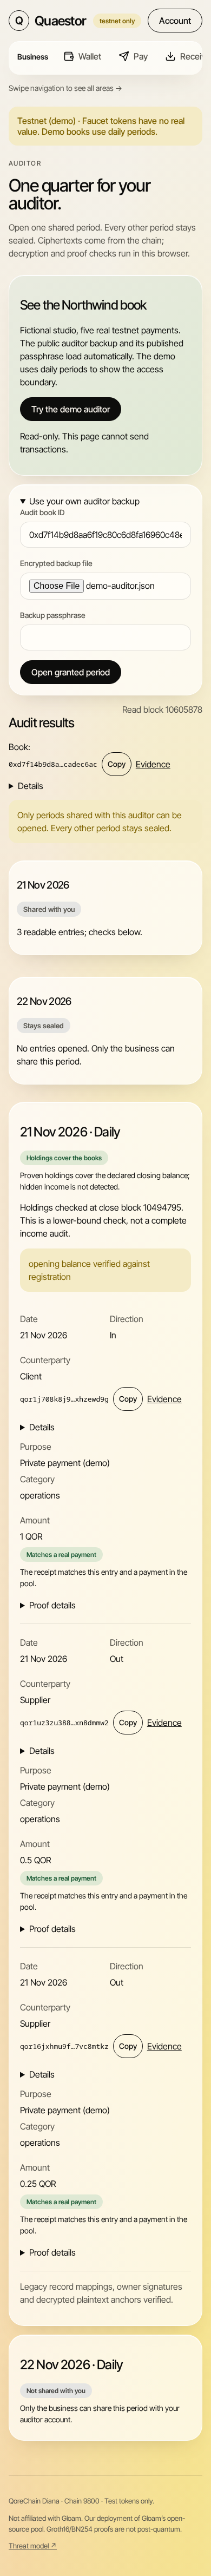 Q Quaestor testnet only Account
Business Wallet Pay Receiv
Swipe navigation to see all areas →
Testnet (demo) · Faucet tokens have no real
value. Demo books use daily periods.
AUDITOR
One quarter for your
auditor.
Open one shared period. Every other period stays
sealed. Ciphertexts come from the chain;
decryption and proof checks run in this browser.
See the Northwind book
Fictional studio, five real testnet payments.
The public auditor backup and its published
passphrase load automatically. The demo
uses daily periods to show the access
boundary.
Try the demo auditor
Read-only. This page cannot send
transactions.
▼ Use your own auditor backup
Audit book ID
0xd7f14b9d8aa6f19c80c6d8fa16960c48e
Encrypted backup file
Choose File demo-auditor.json
Backup passphrase
Open granted period
Read block 10605878
Audit results
Book:
0xd7f14b9d8a…cadec6ac Copy Evidence
▶ Details
Only periods shared with this auditor can be
opened. Every other period stays sealed.
21 Nov 2026
Shared with you
3 readable entries; checks below.
22 Nov 2026
Stays sealed
No entries opened. Only the business can
share this period.
21 Nov 2026 · Daily
Holdings cover the books
Proven holdings cover the declared closing balance;
hidden income is not detected.
Holdings checked at close block 10494795.
This is a lower-bound check, not a complete
income audit.
opening balance verified against
registration
Date Direction
21 Nov 2026 In
Counterparty
Client
qor1j708k8j9…xhzewd9g Copy Evidence
▶ Details
Purpose
Private payment (demo)
Category
operations
Amount
1 QOR
Matches a real payment
The receipt matches this entry and a payment in the
pool.
▶ Proof details
Date Direction
21 Nov 2026 Out
Counterparty
Supplier
qor1uz3zu388…xn8dmmw2 Copy Evidence
▶ Details
Purpose
Private payment (demo)
Category
operations
Amount
0.5 QOR
Matches a real payment
The receipt matches this entry and a payment in the
pool.
▶ Proof details
Date Direction
21 Nov 2026 Out
Counterparty
Supplier
qor16jxhmu9f…7vc8mtkz Copy Evidence
▶ Details
Purpose
Private payment (demo)
Category
operations
Amount
0.25 QOR
Matches a real payment
The receipt matches this entry and a payment in the
pool.
▶ Proof details
Legacy record mappings, owner signatures
and decrypted plaintext anchors verified.
22 Nov 2026 · Daily
Not shared with you
Only the business can share this period with your
auditor account.
QoreChain Diana · Chain 9800 · Test tokens only.
Not affiliated with Gloam. Our deployment of Gloam's open-
source pool. Groth16/BN254 proofs are not post-quantum.
Threat model ↗